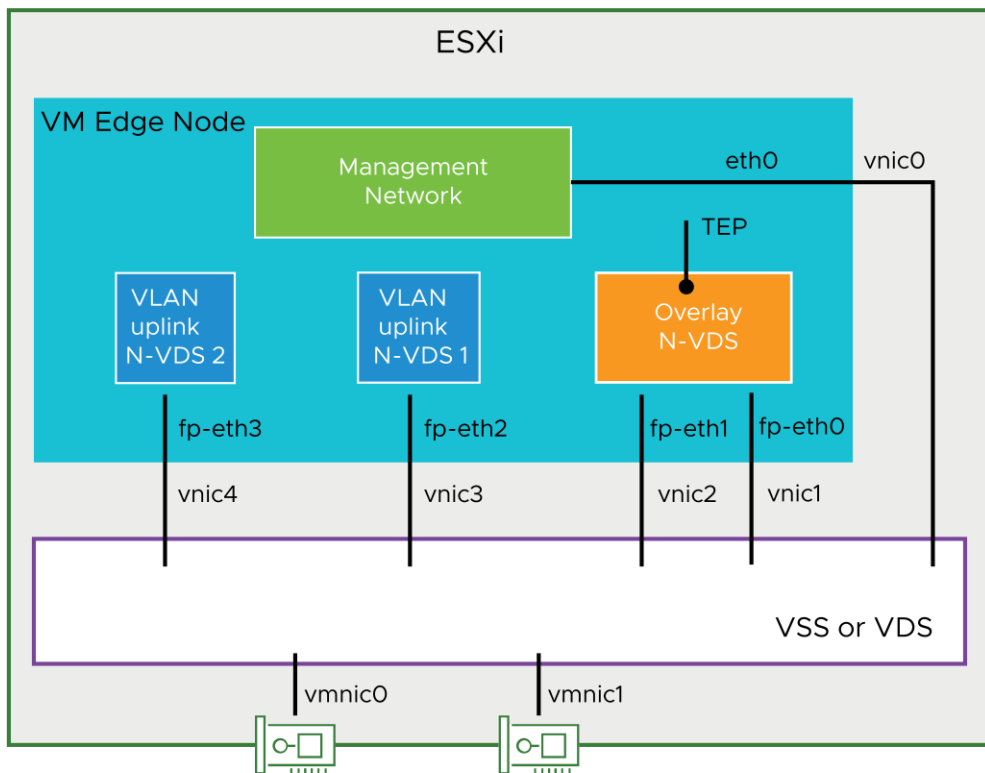 ESXi
VM Edge Node
Management
Network
eth0
vnic0
TEP
VLAN
uplink
N-VDS 2
VLAN
uplink
N-VDS 1
Overlay
N-VDS
fp-eth3
fp-eth2
fp-eth1
fp-eth0
vnic4
vnic3
vnic2
vnic1
VSS or VDS
vmnic0
vmnic1